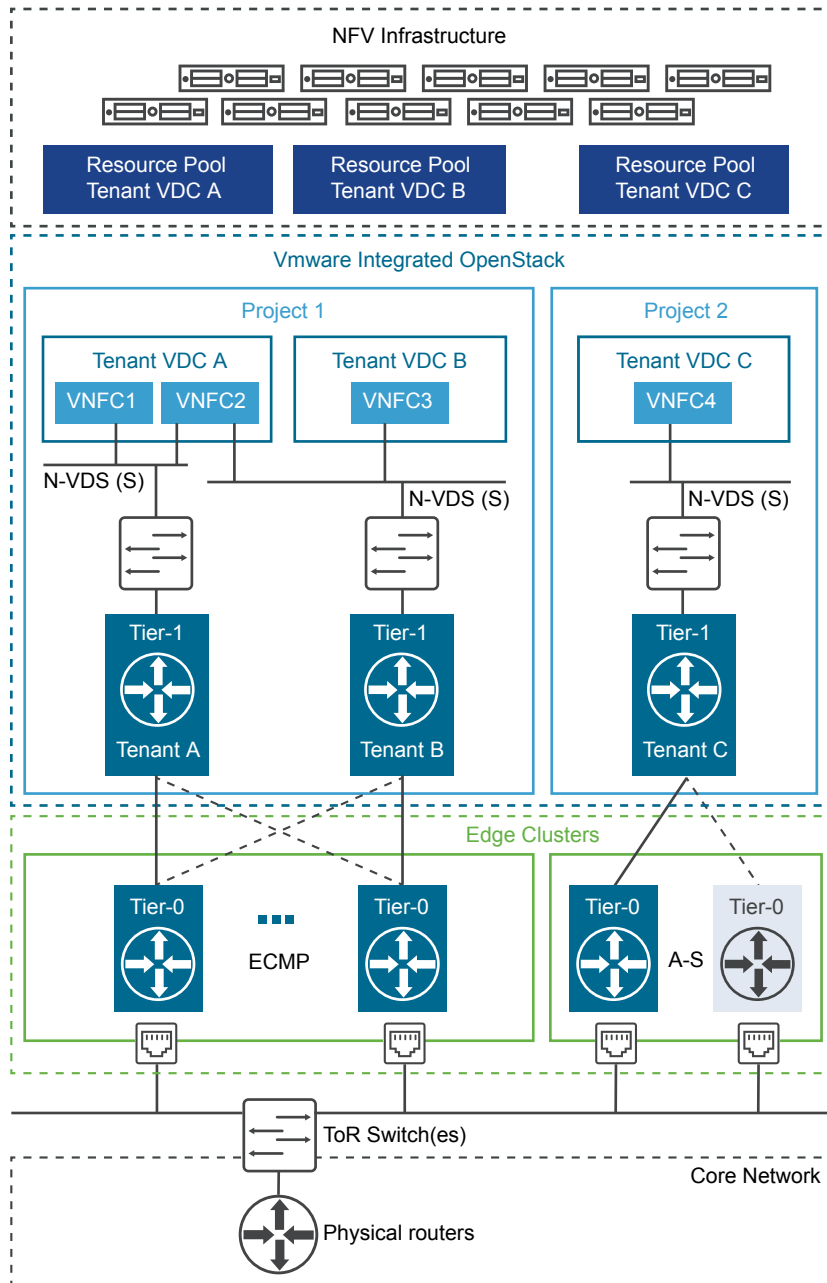 NFV Infrastructure
Resource Pool
Tenant VDC A
Resource Pool
Tenant VDC B
Resource Pool
Tenant VDC C
Vmware Integrated OpenStack
Project 1
Project 2
Tenant VDC A
Tenant VDC B
Tenant VDC C
VNFC1
VNFC2
VNFC3
VNFC4
N-VDS (S)
N-VDS (S)
N-VDS (S)
Tier-1
Tenant A
Tier-1
Tenant B
Tier-1
Tenant C
Edge Clusters
Tier-0
ECMP
Tier-0
Tier-0
A-S
Tier-0
ToR Switch(es)
Core Network
Physical routers